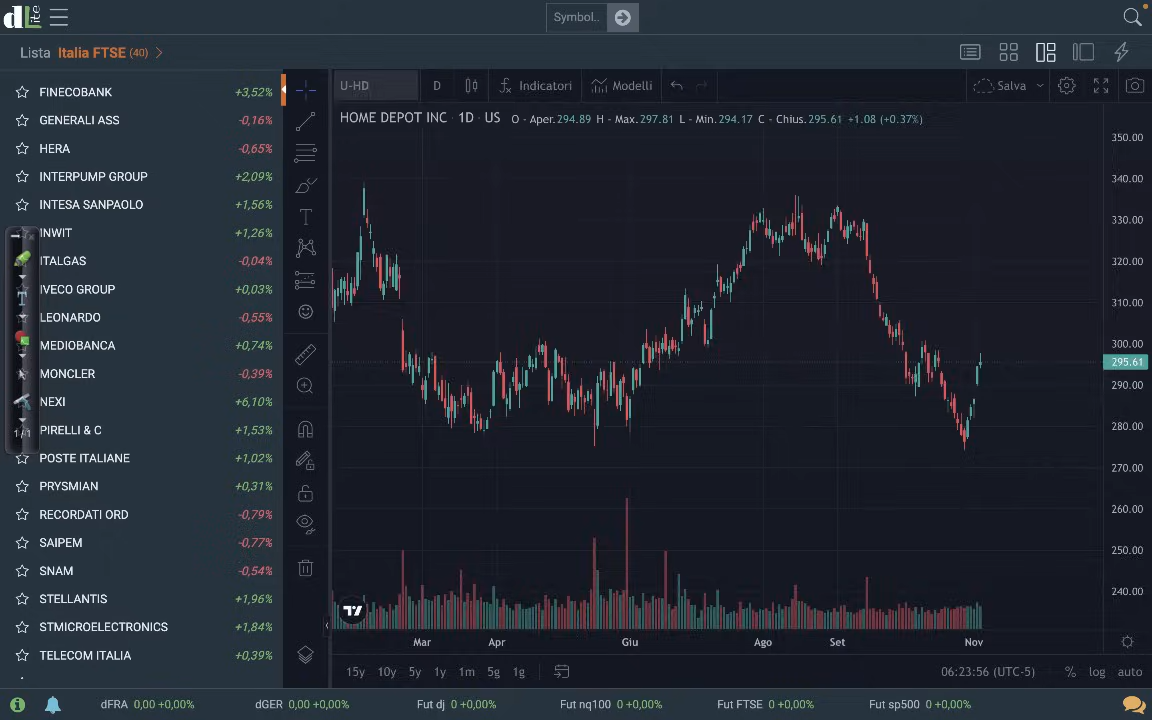 dLite
Symbol..
Lista Italia FTSE (40)
FINECOBANK +3,52%
GENERALI ASS -0,16%
HERA -0,65%
INTERPUMP GROUP +2,09%
INTESA SANPAOLO +1,56%
INWIT +1,26%
ITALGAS -0,04%
IVECO GROUP +0,03%
LEONARDO -0,55%
MEDIOBANCA +0,74%
MONCLER -0,39%
NEXI +6,10%
PIRELLI & C +1,53%
POSTE ITALIANE +1,02%
PRYSMIAN +0,31%
RECORDATI ORD -0,79%
SAIPEM -0,77%
SNAM -0,54%
STELLANTIS +1,96%
STMICROELECTRONICS +1,84%
TELECOM ITALIA +0,39%
1/1
U-HD D Indicatori Modelli Salva
HOME DEPOT INC · 1D · US O - Aper.294.89 H - Max.297.81 L - Min.294.17 C - Chius.295.61 +1.08 (+0.37%)
350.00
340.00
330.00
320.00
310.00
300.00
295.61
290.00
280.00
270.00
260.00
250.00
240.00
Mar Apr Giu Ago Set Nov
15y 10y 5y 1y 1m 5g 1g 06:23:56 (UTC-5) % log auto
dFRA 0,00 +0,00% dGER 0,00 +0,00% Fut dj 0 +0,00% Fut nq100 0 +0,00% Fut FTSE 0 +0,00% Fut sp500 0 +0,00%